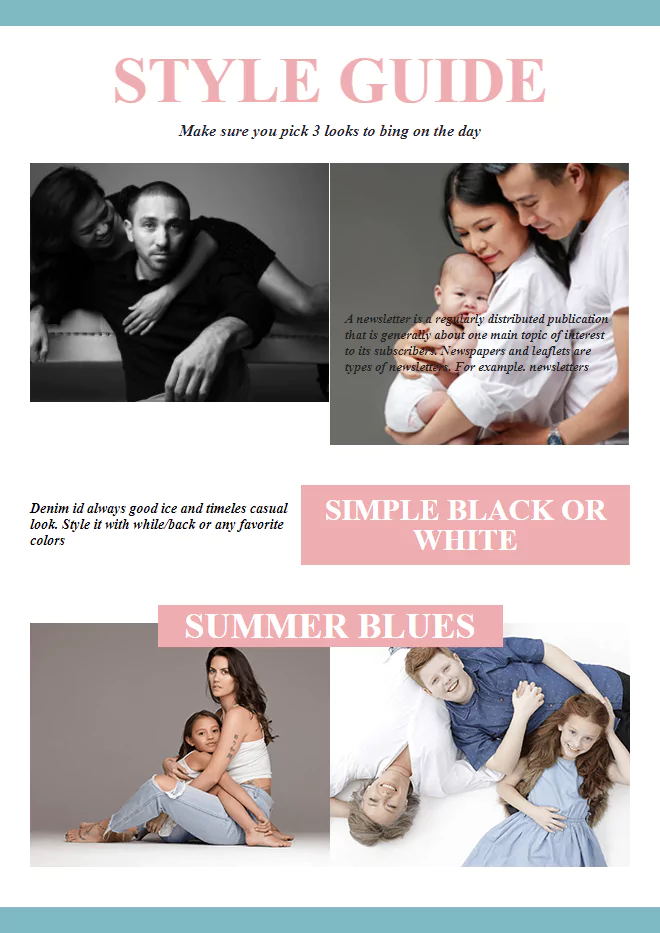 STYLE GUIDE
Make sure you pick 3 looks to bing on the day
A newsletter is a regularly distributed publication
that is generally about one main topic of interest
to its subscribers. Newspapers and leaflets are
types of newsletters. For example. newsletters
Denim id always good ice and timeles casual
look. Style it with while/back or any favorite
colors
SIMPLE BLACK OR
WHITE
SUMMER BLUES